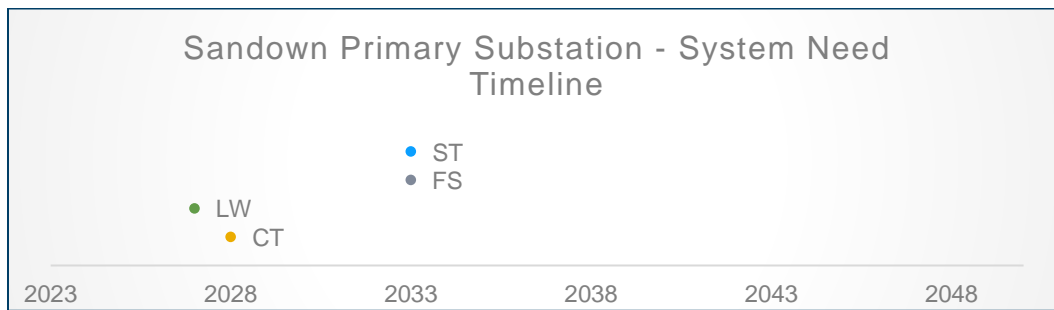 Sandown Primary Substation - System Need
Timeline
ST
FS
LW
CT
2023 2028 2033 2038 2043 2048